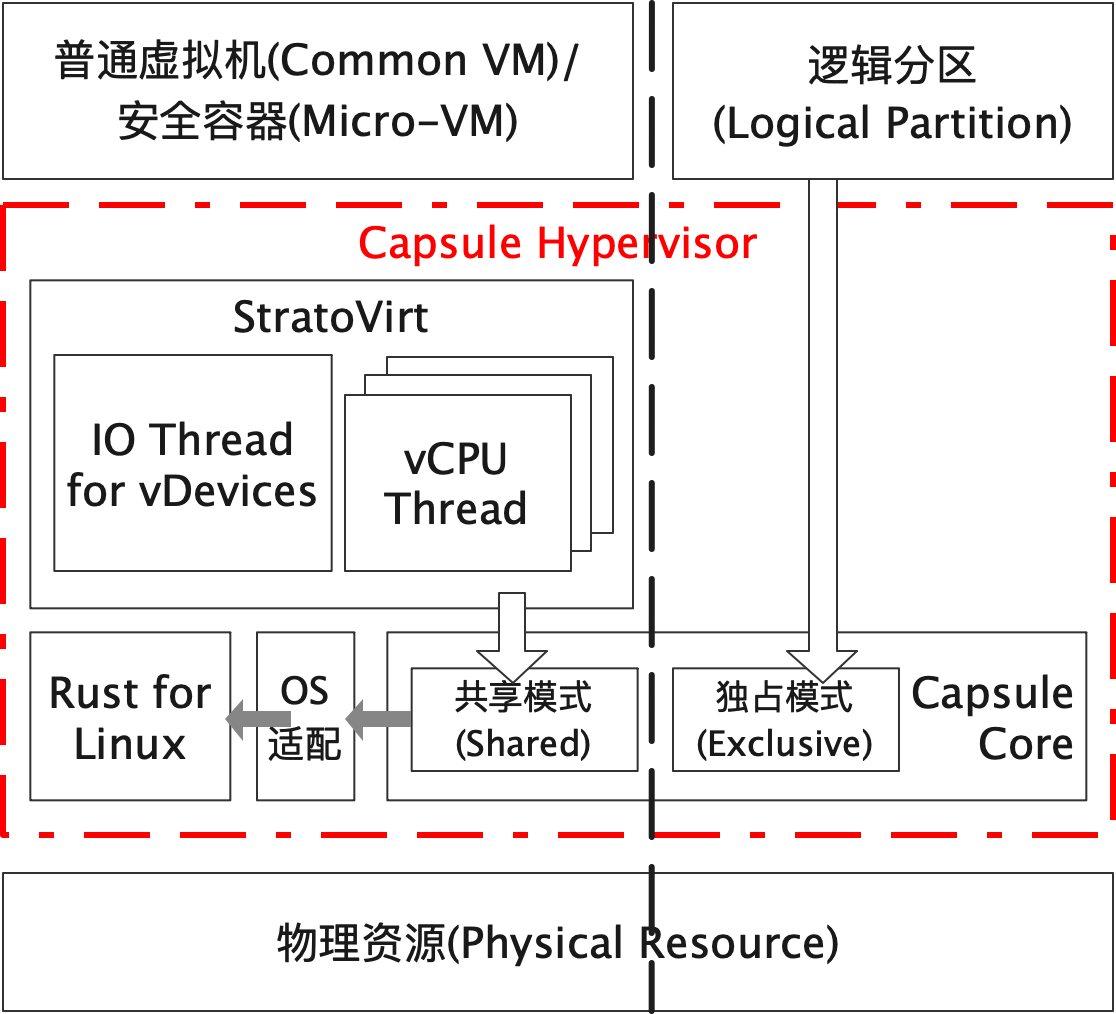 普通虚拟机(Common VM)/
安全容器(Micro-VM)
逻辑分区
(Logical Partition)
Capsule Hypervisor
StratoVirt
IO Thread
for vDevices
vCPU
Thread
Rust for
Linux
OS
适配
共享模式
(Shared)
独占模式
(Exclusive)
Capsule
Core
物理资源(Physical Resource)